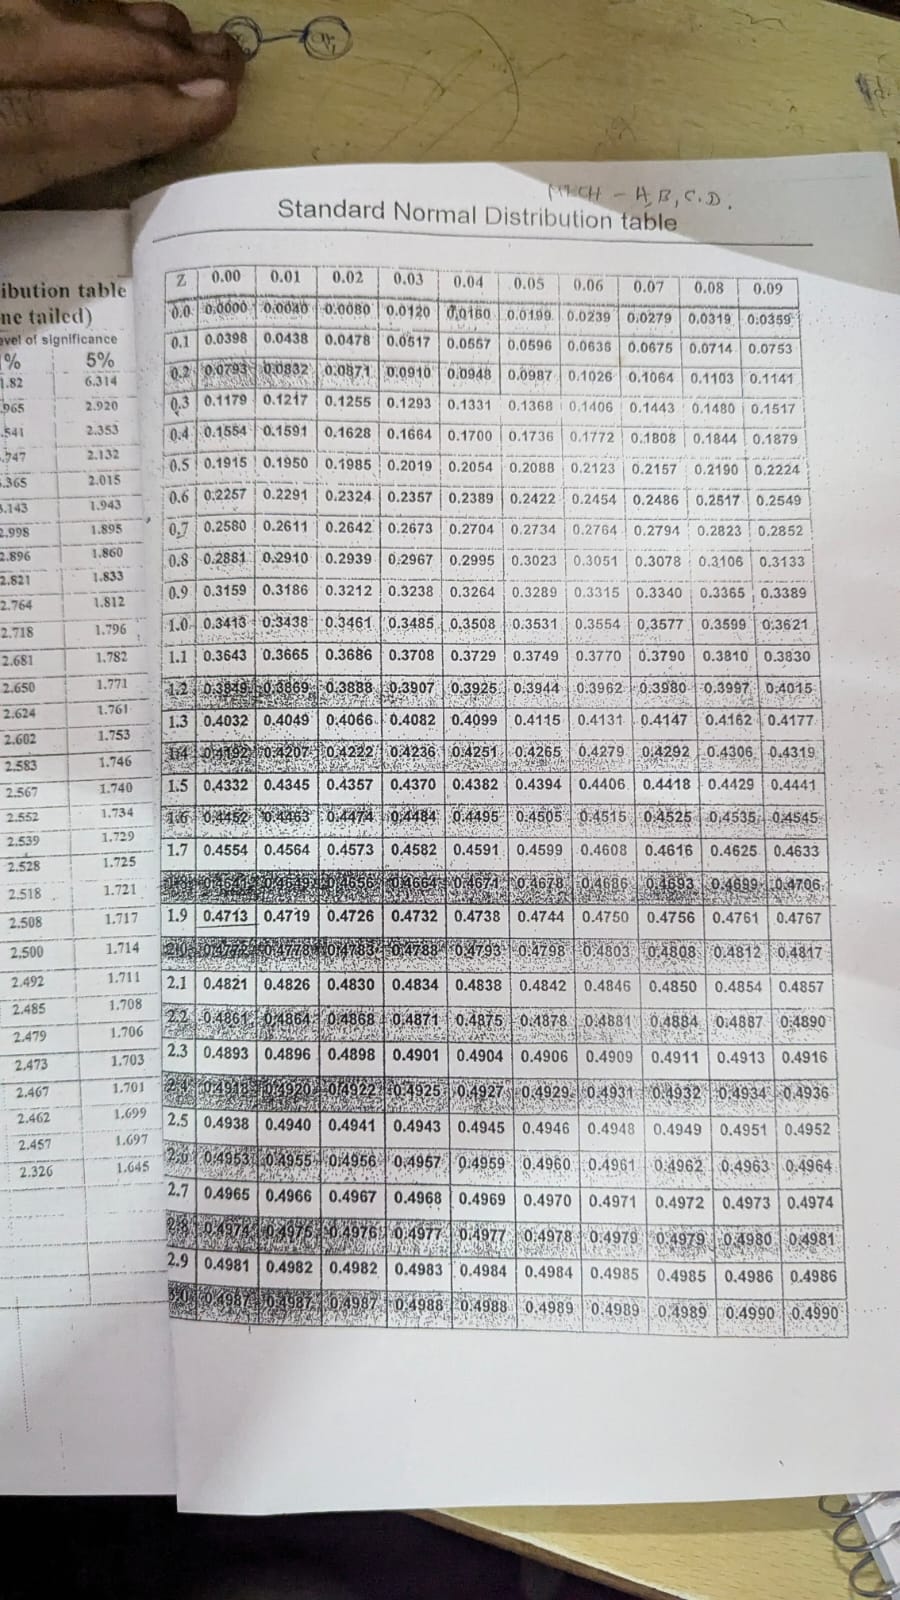 MECH - A, B, C, D.
Standard Normal Distribution table
Z 0.00 0.01 0.02 0.03 0.04 0.05 0.06 0.07 0.08 0.09
0.0 0.0000 0.0040 0.0080 0.0120 0.0160 0.0199 0.0239 0.0279 0.0319 0.0359
0.1 0.0398 0.0438 0.0478 0.0517 0.0557 0.0596 0.0636 0.0675 0.0714 0.0753
0.2 0.0793 0.0832 0.0871 0.0910 0.0948 0.0987 0.1026 0.1064 0.1103 0.1141
0.3 0.1179 0.1217 0.1255 0.1293 0.1331 0.1368 0.1406 0.1443 0.1480 0.1517
0.4 0.1554 0.1591 0.1628 0.1664 0.1700 0.1736 0.1772 0.1808 0.1844 0.1879
0.5 0.1915 0.1950 0.1985 0.2019 0.2054 0.2088 0.2123 0.2157 0.2190 0.2224
0.6 0.2257 0.2291 0.2324 0.2357 0.2389 0.2422 0.2454 0.2486 0.2517 0.2549
0.7 0.2580 0.2611 0.2642 0.2673 0.2704 0.2734 0.2764 0.2794 0.2823 0.2852
0.8 0.2881 0.2910 0.2939 0.2967 0.2995 0.3023 0.3051 0.3078 0.3106 0.3133
0.9 0.3159 0.3186 0.3212 0.3238 0.3264 0.3289 0.3315 0.3340 0.3365 0.3389
1.0 0.3413 0.3438 0.3461 0.3485 0.3508 0.3531 0.3554 0.3577 0.3599 0.3621
1.1 0.3643 0.3665 0.3686 0.3708 0.3729 0.3749 0.3770 0.3790 0.3810 0.3830
1.2 0.3849 0.3869 0.3888 0.3907 0.3925 0.3944 0.3962 0.3980 0.3997 0.4015
1.3 0.4032 0.4049 0.4066 0.4082 0.4099 0.4115 0.4131 0.4147 0.4162 0.4177
1.4 0.4192 0.4207 0.4222 0.4236 0.4251 0.4265 0.4279 0.4292 0.4306 0.4319
1.5 0.4332 0.4345 0.4357 0.4370 0.4382 0.4394 0.4406 0.4418 0.4429 0.4441
1.6 0.4452 0.4463 0.4474 0.4484 0.4495 0.4505 0.4515 0.4525 0.4535 0.4545
1.7 0.4554 0.4564 0.4573 0.4582 0.4591 0.4599 0.4608 0.4616 0.4625 0.4633
0.4641 0.4649 0.4656 0.4664 0.4671 0.4678 0.4686 0.4693 0.4699 0.4706
1.9 0.4713 0.4719 0.4726 0.4732 0.4738 0.4744 0.4750 0.4756 0.4761 0.4767
2.0 0.4772 0.4778 0.4783 0.4788 0.4793 0.4798 0.4803 0.4808 0.4812 0.4817
2.1 0.4821 0.4826 0.4830 0.4834 0.4838 0.4842 0.4846 0.4850 0.4854 0.4857
2.2 0.4861 0.4864 0.4868 0.4871 0.4875 0.4878 0.4881 0.4884 0.4887 0.4890
2.3 0.4893 0.4896 0.4898 0.4901 0.4904 0.4906 0.4909 0.4911 0.4913 0.4916
2.4 0.4918 0.4920 0.4922 0.4925 0.4927 0.4929 0.4931 0.4932 0.4934 0.4936
2.5 0.4938 0.4940 0.4941 0.4943 0.4945 0.4946 0.4948 0.4949 0.4951 0.4952
2.6 0.4953 0.4955 0.4956 0.4957 0.4959 0.4960 0.4961 0.4962 0.4963 0.4964
2.7 0.4965 0.4966 0.4967 0.4968 0.4969 0.4970 0.4971 0.4972 0.4973 0.4974
2.8 0.4974 0.4975 0.4976 0.4977 0.4977 0.4978 0.4979 0.4979 0.4980 0.4981
2.9 0.4981 0.4982 0.4982 0.4983 0.4984 0.4984 0.4985 0.4985 0.4986 0.4986
3.0 0.4987 0.4987 0.4987 0.4988 0.4988 0.4989 0.4989 0.4989 0.4990 0.4990
ibution table
ne tailed)
evel of significance
% 5%
1.82 6.314
.965 2.920
.541 2.353
.747 2.132
.365 2.015
3.143 1.943
2.998 1.895
2.896 1.860
2.821 1.833
2.764 1.812
2.718 1.796
2.681 1.782
2.650 1.771
2.624 1.761
2.602 1.753
2.583 1.746
2.567 1.740
2.552 1.734
2.539 1.729
2.528 1.725
2.518 1.721
2.508 1.717
2.500 1.714
2.492 1.711
2.485 1.708
2.479 1.706
2.473 1.703
2.467 1.701
2.462 1.699
2.457 1.697
2.326 1.645